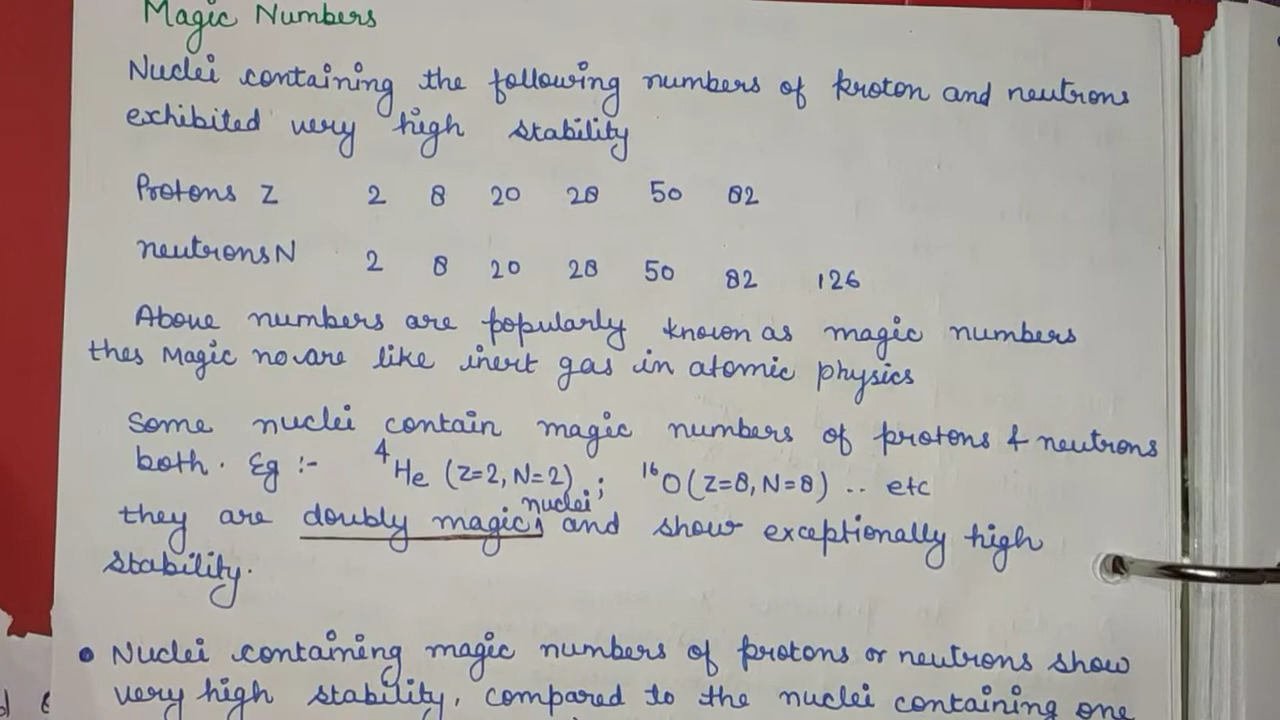 Magic Numbers
Nuclei containing the following numbers of proton and neutrons
exhibited very high stability
Protons Z 2 8 20 28 50 82
neutrons N 2 8 20 28 50 82 126
Above numbers are popularly known as magic numbers
thes Magic no. are like inert gas in atomic physics
Some nuclei contain magic numbers of protons & neutrons
both. Eg :- ⁴He (Z=2, N=2) ; ¹⁶O (Z=8, N=8) .. etc
they are doubly magic nuclei and show exceptionally high
stability.
• Nuclei containing magic numbers of protons or neutrons show
very high stability, compared to the nuclei containing one